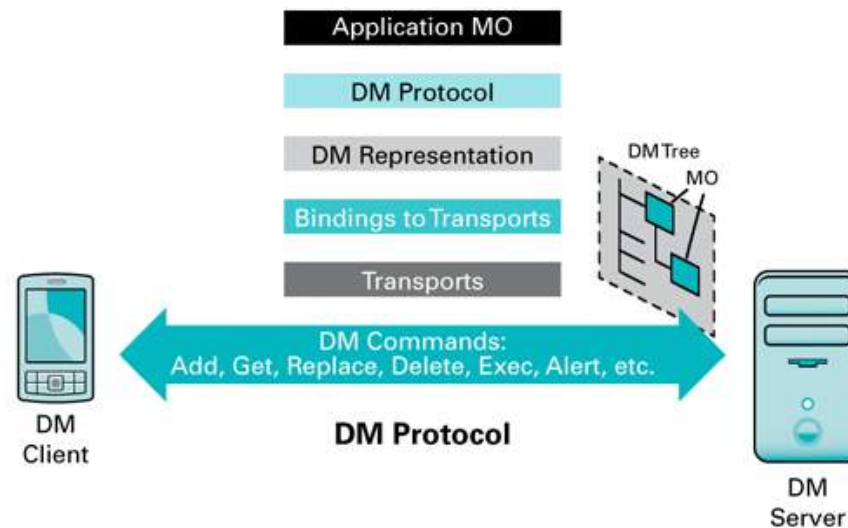 Application MO
DM Protocol
DM Representation
DM Tree
MO
Bindings to Transports
Transports
DM Commands:
Add, Get, Replace, Delete, Exec, Alert, etc.
DM
Client
DM Protocol
DM
Server